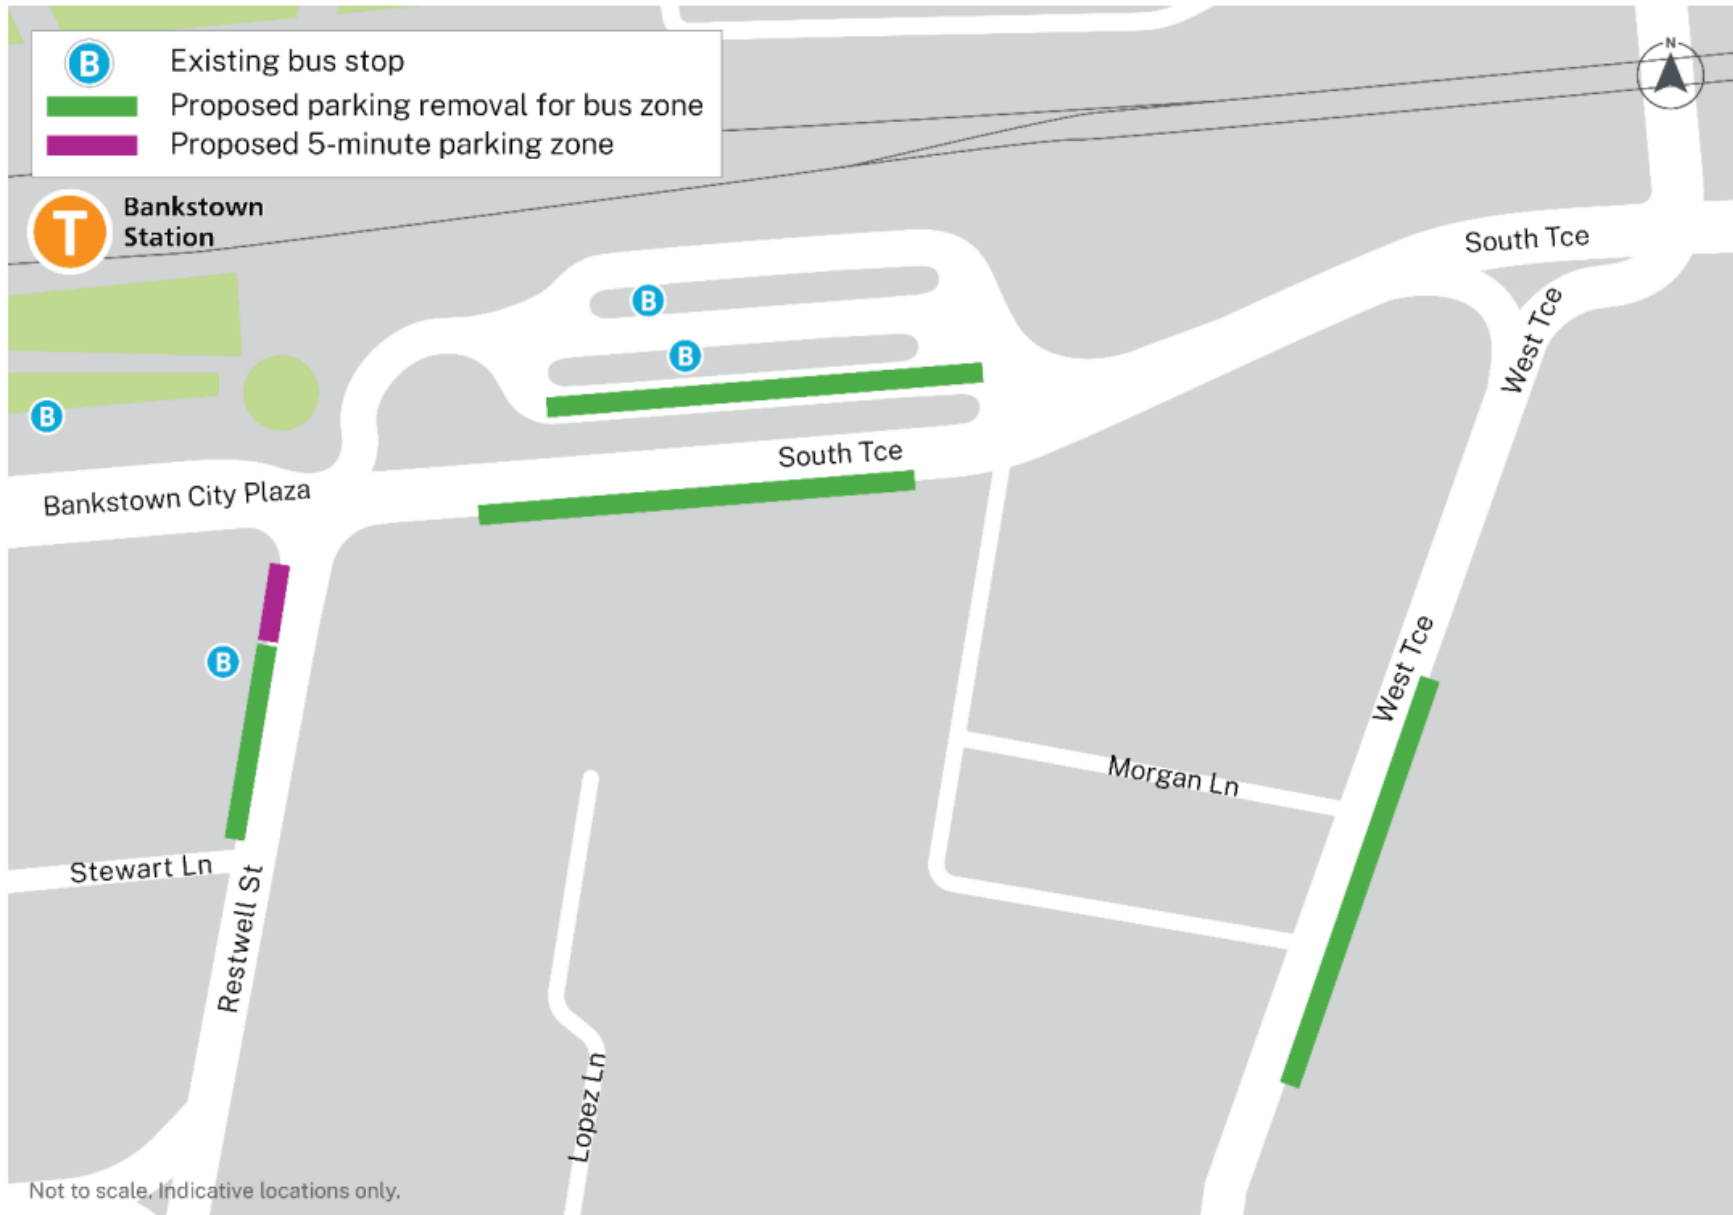 B Existing bus stop
Proposed parking removal for bus zone
Proposed 5-minute parking zone
N
T
Bankstown
Station
South Tce
West Tce
B
B
B
South Tce
Bankstown City Plaza
B
West Tce
Morgan Ln
Stewart Ln
Restwell St
Lopez Ln
Not to scale. Indicative locations only.